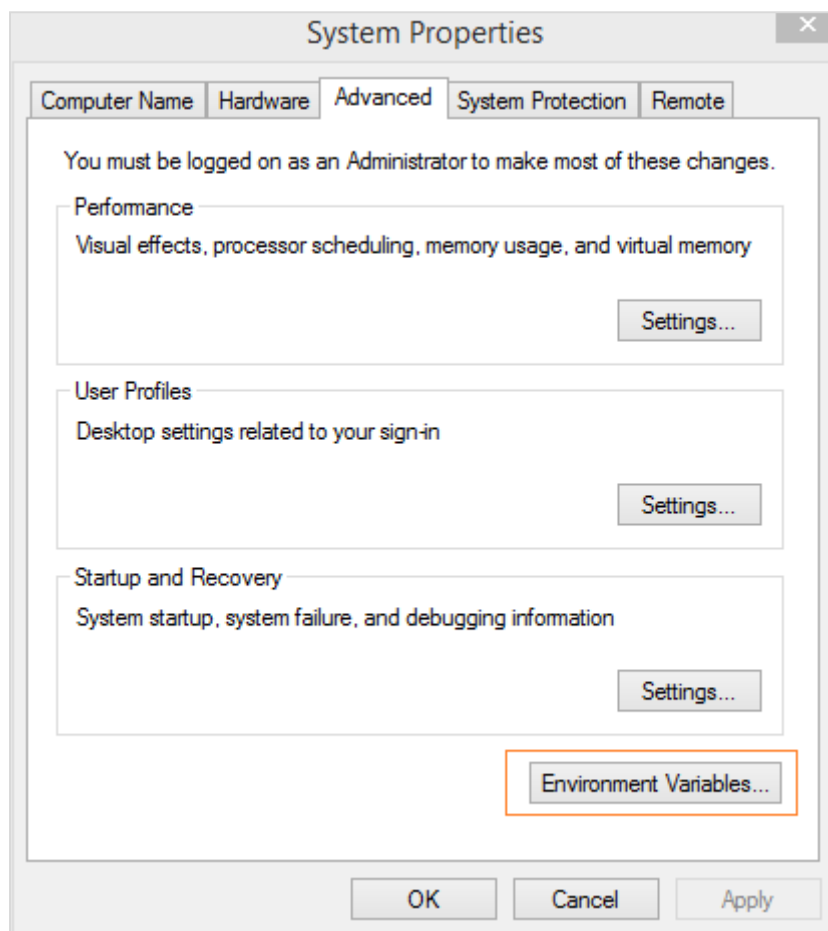 System Properties
Computer Name Hardware Advanced System Protection Remote
You must be logged on as an Administrator to make most of these changes.
Performance
Visual effects, processor scheduling, memory usage, and virtual memory
Settings...
User Profiles
Desktop settings related to your sign-in
Settings...
Startup and Recovery
System startup, system failure, and debugging information
Settings...
Environment Variables...
OK Cancel Apply